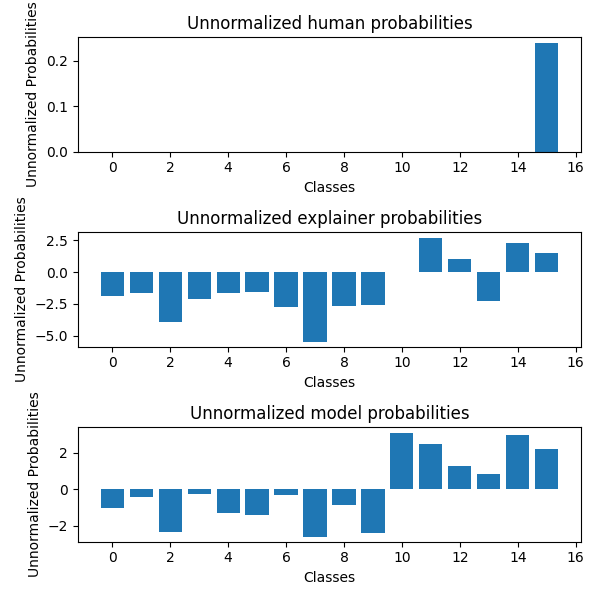 Unnormalized human probabilities
Unnormalized Probabilities
0.2
0.1
0.0
0 2 4 6 8 10 12 14 16
Classes
Unnormalized explainer probabilities
Unnormalized Probabilities
2.5
0.0
−2.5
−5.0
0 2 4 6 8 10 12 14 16
Classes
Unnormalized model probabilities
Unnormalized Probabilities
2
0
−2
0 2 4 6 8 10 12 14 16
Classes